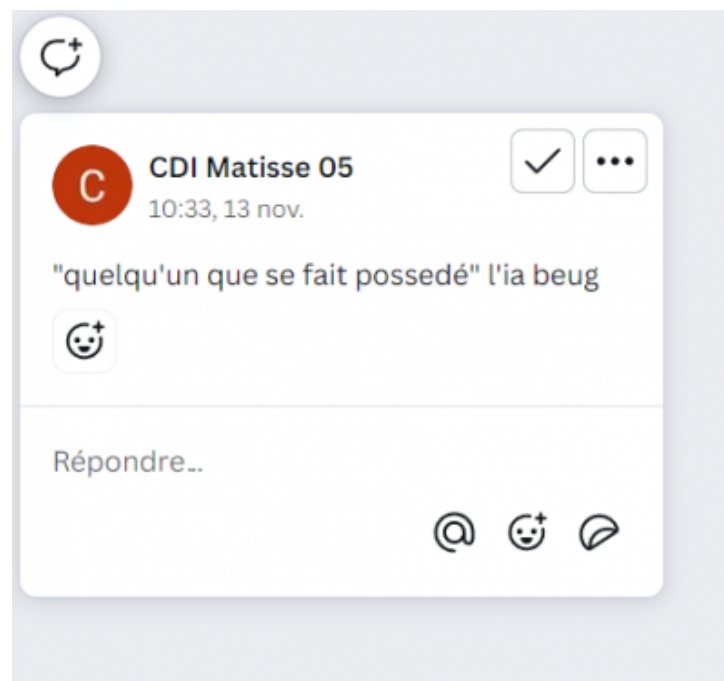 C
CDI Matisse 05
10:33, 13 nov.
"quelqu'un que se fait possedé" l'ia beug
Répondre...